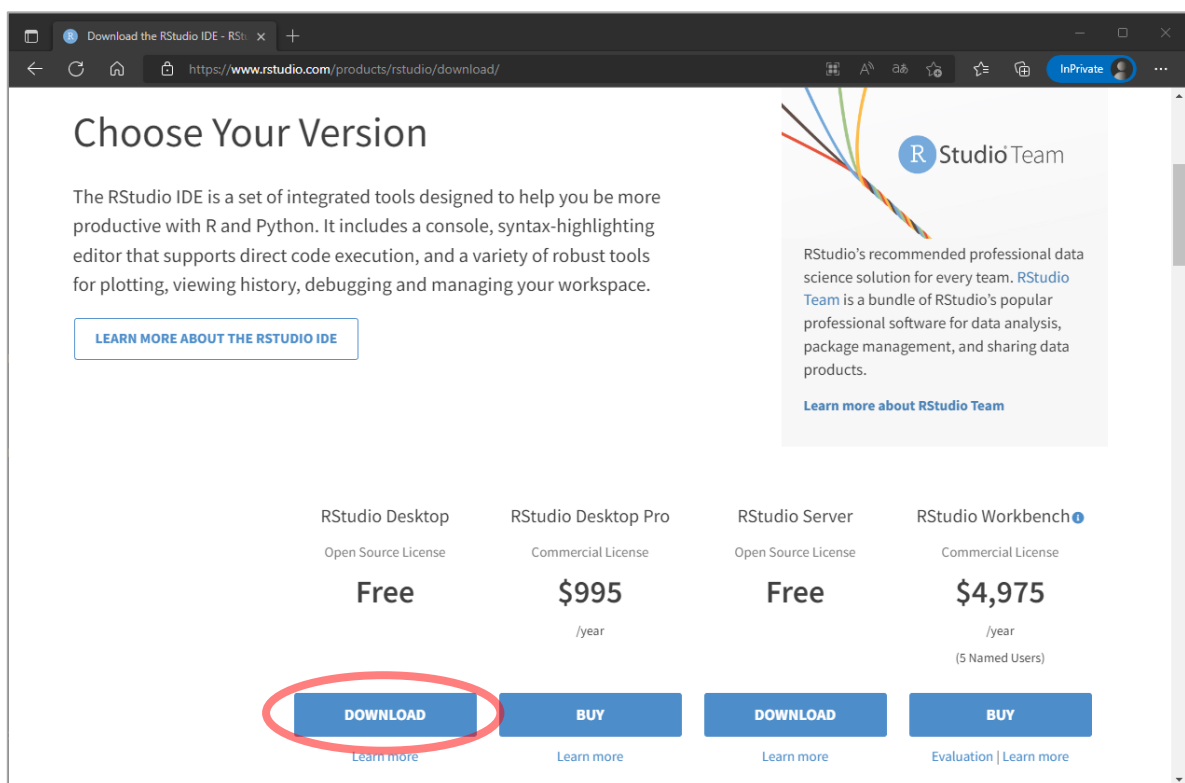 Download the RStudio IDE - RSt
https://www.rstudio.com/products/rstudio/download/
InPrivate
Choose Your Version
The RStudio IDE is a set of integrated tools designed to help you be more
productive with R and Python. It includes a console, syntax-highlighting
editor that supports direct code execution, and a variety of robust tools
for plotting, viewing history, debugging and managing your workspace.
LEARN MORE ABOUT THE RSTUDIO IDE
R Studio Team
RStudio's recommended professional data
science solution for every team. RStudio
Team is a bundle of RStudio's popular
professional software for data analysis,
package management, and sharing data
products.
Learn more about RStudio Team
RStudio Desktop
Open Source License
Free
DOWNLOAD
Learn more
RStudio Desktop Pro
Commercial License
$995
/year
BUY
Learn more
RStudio Server
Open Source License
Free
DOWNLOAD
Learn more
RStudio Workbench
Commercial License
$4,975
/year
(5 Named Users)
BUY
Evaluation | Learn more